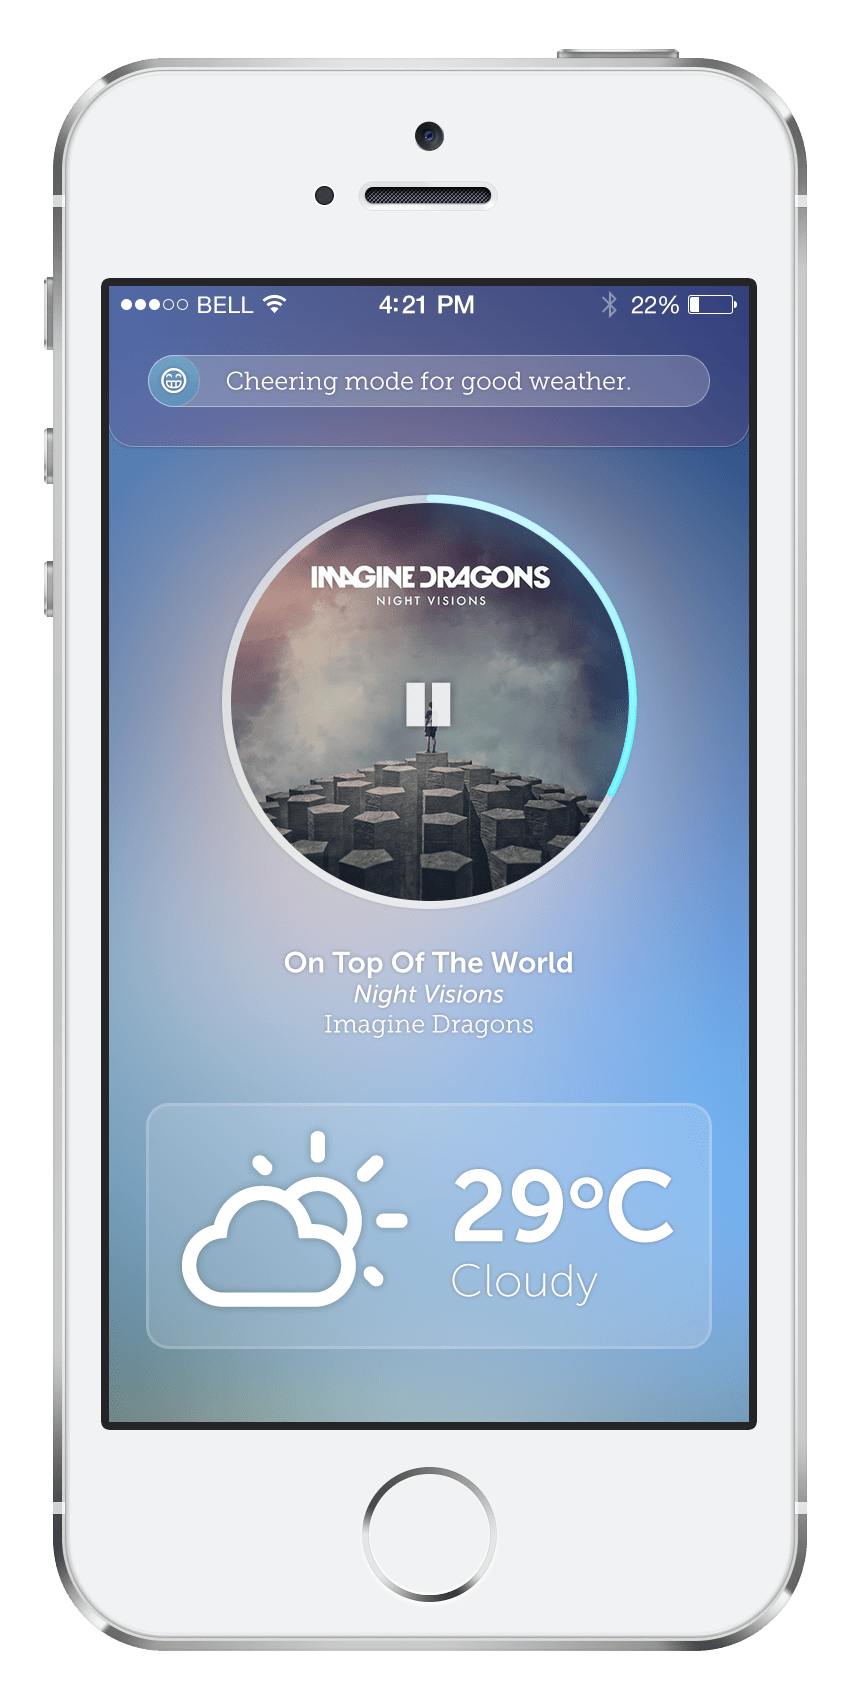 BELL 4:21 PM 22%
Cheering mode for good weather.
IMAGINE DRAGONS
NIGHT VISIONS
On Top Of The World
Night Visions
Imagine Dragons
29°C
Cloudy